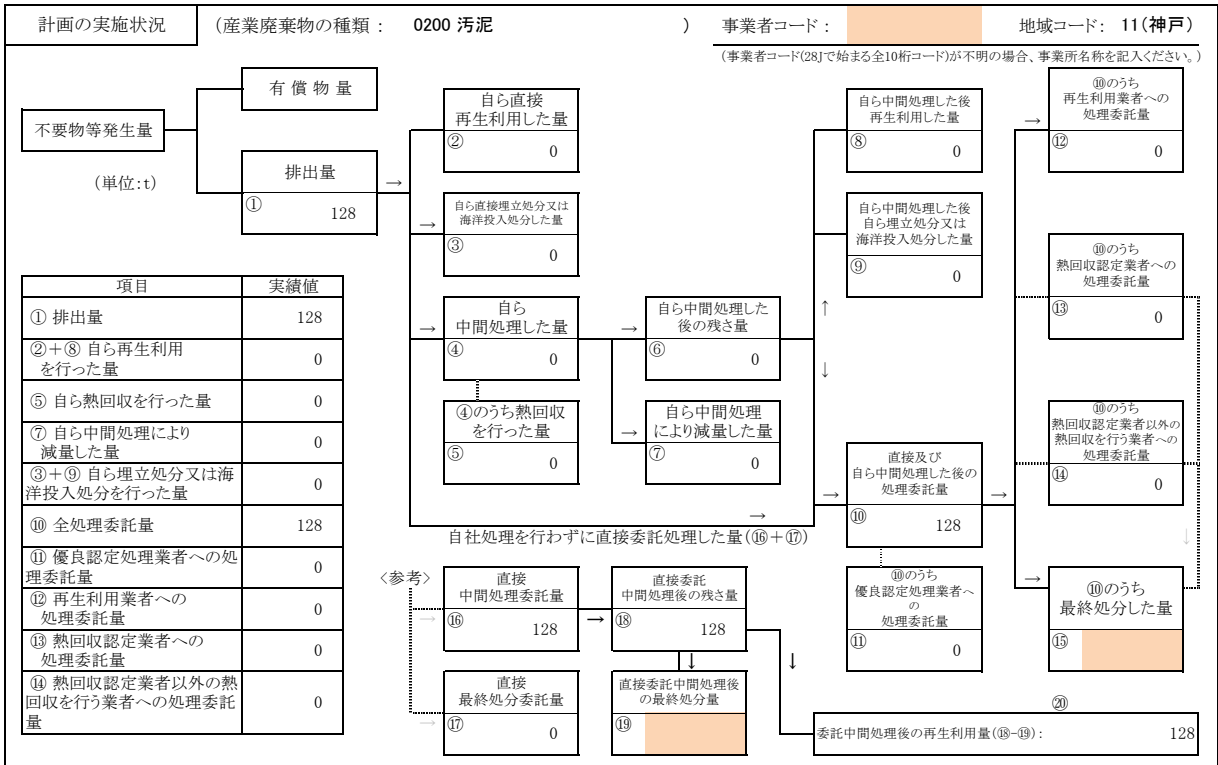 計画の実施状況 （産業廃棄物の種類： 0200 汚泥 ） 事業者コード： 地域コード： 11(神戸)
（事業者コード(28Jで始まる全10桁コード)が不明の場合、事業所名称を記入ください。）
不要物等発生量
（単位:t）
有償物量
排出量
→
① 128
自ら直接
再生利用した量
② 0
→
自ら直接埋立処分又は
海洋投入処分した量
③ 0
→
自ら
中間処理した量
④ 0
④のうち熱回収
を行った量
⑤ 0
→
自ら中間処理した
後の残さ量
⑥ 0
→
自ら中間処理
により減量した量
⑦ 0
自ら中間処理した後
再生利用した量
⑧ 0
自ら中間処理した後
自ら埋立処分又は
海洋投入処分した量
⑨ 0
↑
↓
→
直接及び
自ら中間処理した後の
処理委託量
⑩ 128
→
⑩のうち
優良認定処理業者へ
の
処理委託量
⑪ 0
→
⑩のうち
再生利用業者への
処理委託量
⑫ 0
⑩のうち
熱回収認定業者への
処理委託量
⑬ 0
⑩のうち
熱回収認定業者以外の
熱回収を行う業者への
処理委託量
⑭ 0
↓
→
⑩のうち
最終処分した量
⑮
→
自社処理を行わずに直接委託処理した量(⑯＋⑰)
項目 実績値
① 排出量 128
②＋⑧ 自ら再生利用
を行った量 0
⑤ 自ら熱回収を行った量 0
⑦ 自ら中間処理により
減量した量 0
③＋⑨ 自ら埋立処分又は海
洋投入処分を行った量 0
⑩ 全処理委託量 128
⑪ 優良認定処理業者への処
理委託量 0
⑫ 再生利用業者への
処理委託量 0
⑬ 熱回収認定業者への
処理委託量 0
⑭ 熱回収認定業者以外の熱
回収を行う業者への処理委託
量 0
〈参考〉
→
直接
中間処理委託量
⑯ 128
→
直接委託
中間処理後の残さ量
⑱ 128
→
直接
最終処分委託量
⑰ 0
↓
直接委託中間処理後
の最終処分量
⑲
↓
⑳
委託中間処理後の再生利用量(⑱-⑲)： 128